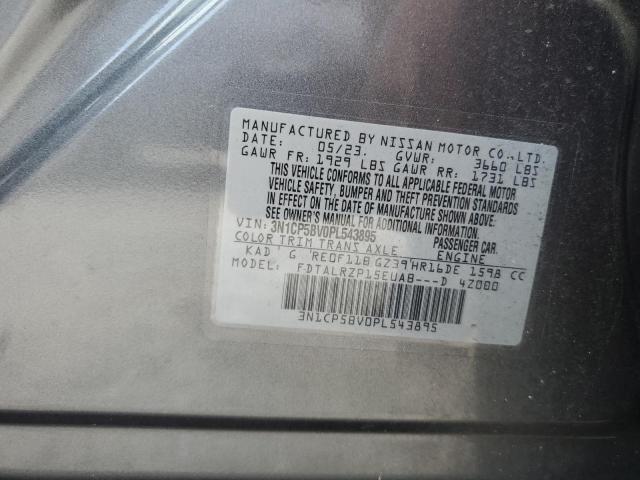 MANUFACTURED BY NISSAN MOTOR CO.,LTD.
DATE: 05/23. GVWR: 3660 LBS
GAWR FR: 1929 LBS GAWR RR: 1731 LBS
THIS VEHICLE CONFORMS TO ALL APPLICABLE FEDERAL MOTOR
VEHICLE SAFETY, BUMPER AND THEFT PREVENTION STANDARDS
IN EFFECT ON THE DATE OF MANUFACTURE SHOWN ABOVE.
SEE OWNER'S MANUAL FOR ADDITIONAL INFORMATION.
VIN: 3N1CP5BV0PL543895 PASSENGER CAR.
COLOR TRIM TRANS AXLE ENGINE
KAD G RE0F11B GZ39 HR16DE 1598 CC
MODEL: FDTALRZP15EUAB---D 4Z000
3N1CP5BV0PL543895